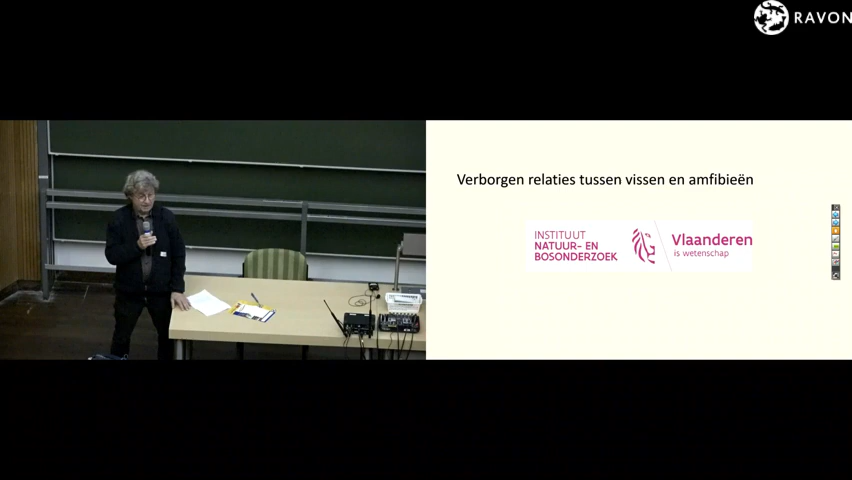 RAVON
Verborgen relaties tussen vissen en amfibieën
INSTITUUT
NATUUR- EN
BOSONDERZOEK
Vlaanderen
is wetenschap